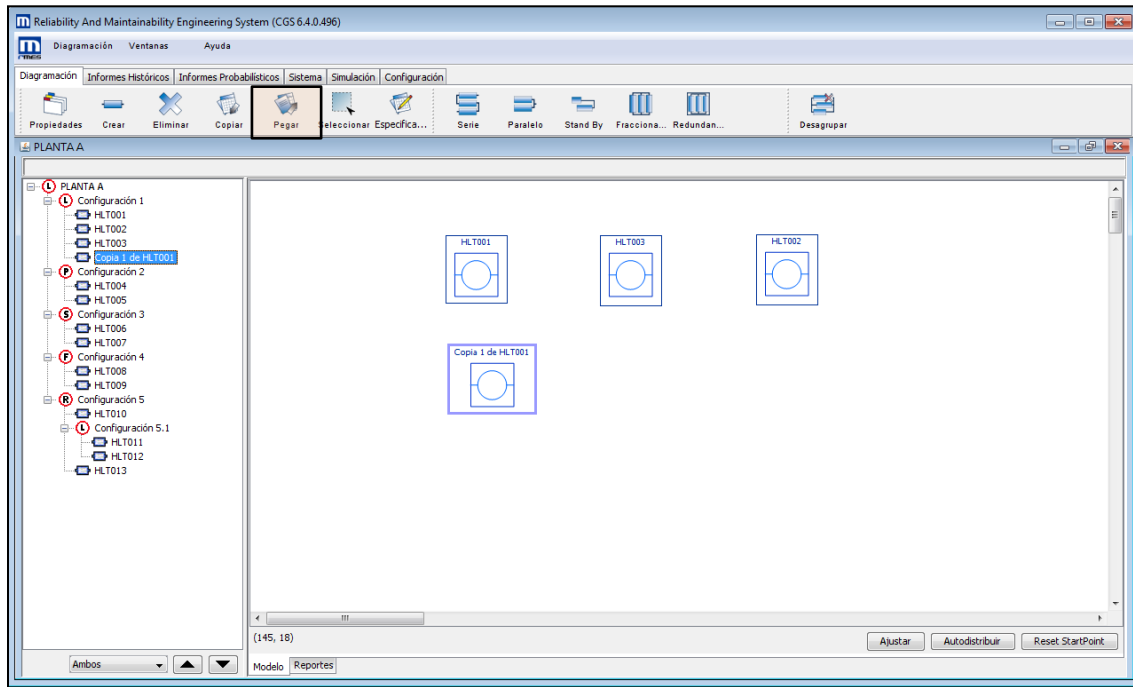 Reliability And Maintainability Engineering System (CGS 6.4.0.496)
Diagramación Ventanas Ayuda
Diagramación Informes Históricos Informes Probabilísticos Sistema Simulación Configuración
Propiedades Crear Eliminar Copiar Pegar Seleccionar Especifica... Serie Paralelo Stand By Fracciona... Redundan... Desagrupar
PLANTA A
PLANTA A
Configuración 1
HLT001
HLT002
HLT003
Copia 1 de HLT001
Configuración 2
HLT004
HLT005
Configuración 3
HLT006
HLT007
Configuración 4
HLT008
HLT009
Configuración 5
HLT010
Configuración 5.1
HLT011
HLT012
HLT013
HLT001 HLT003 HLT002
Copia 1 de HLT001
(145, 18)
Ajustar Autodistribuir Reset StartPoint
Ambos
Modelo Reportes